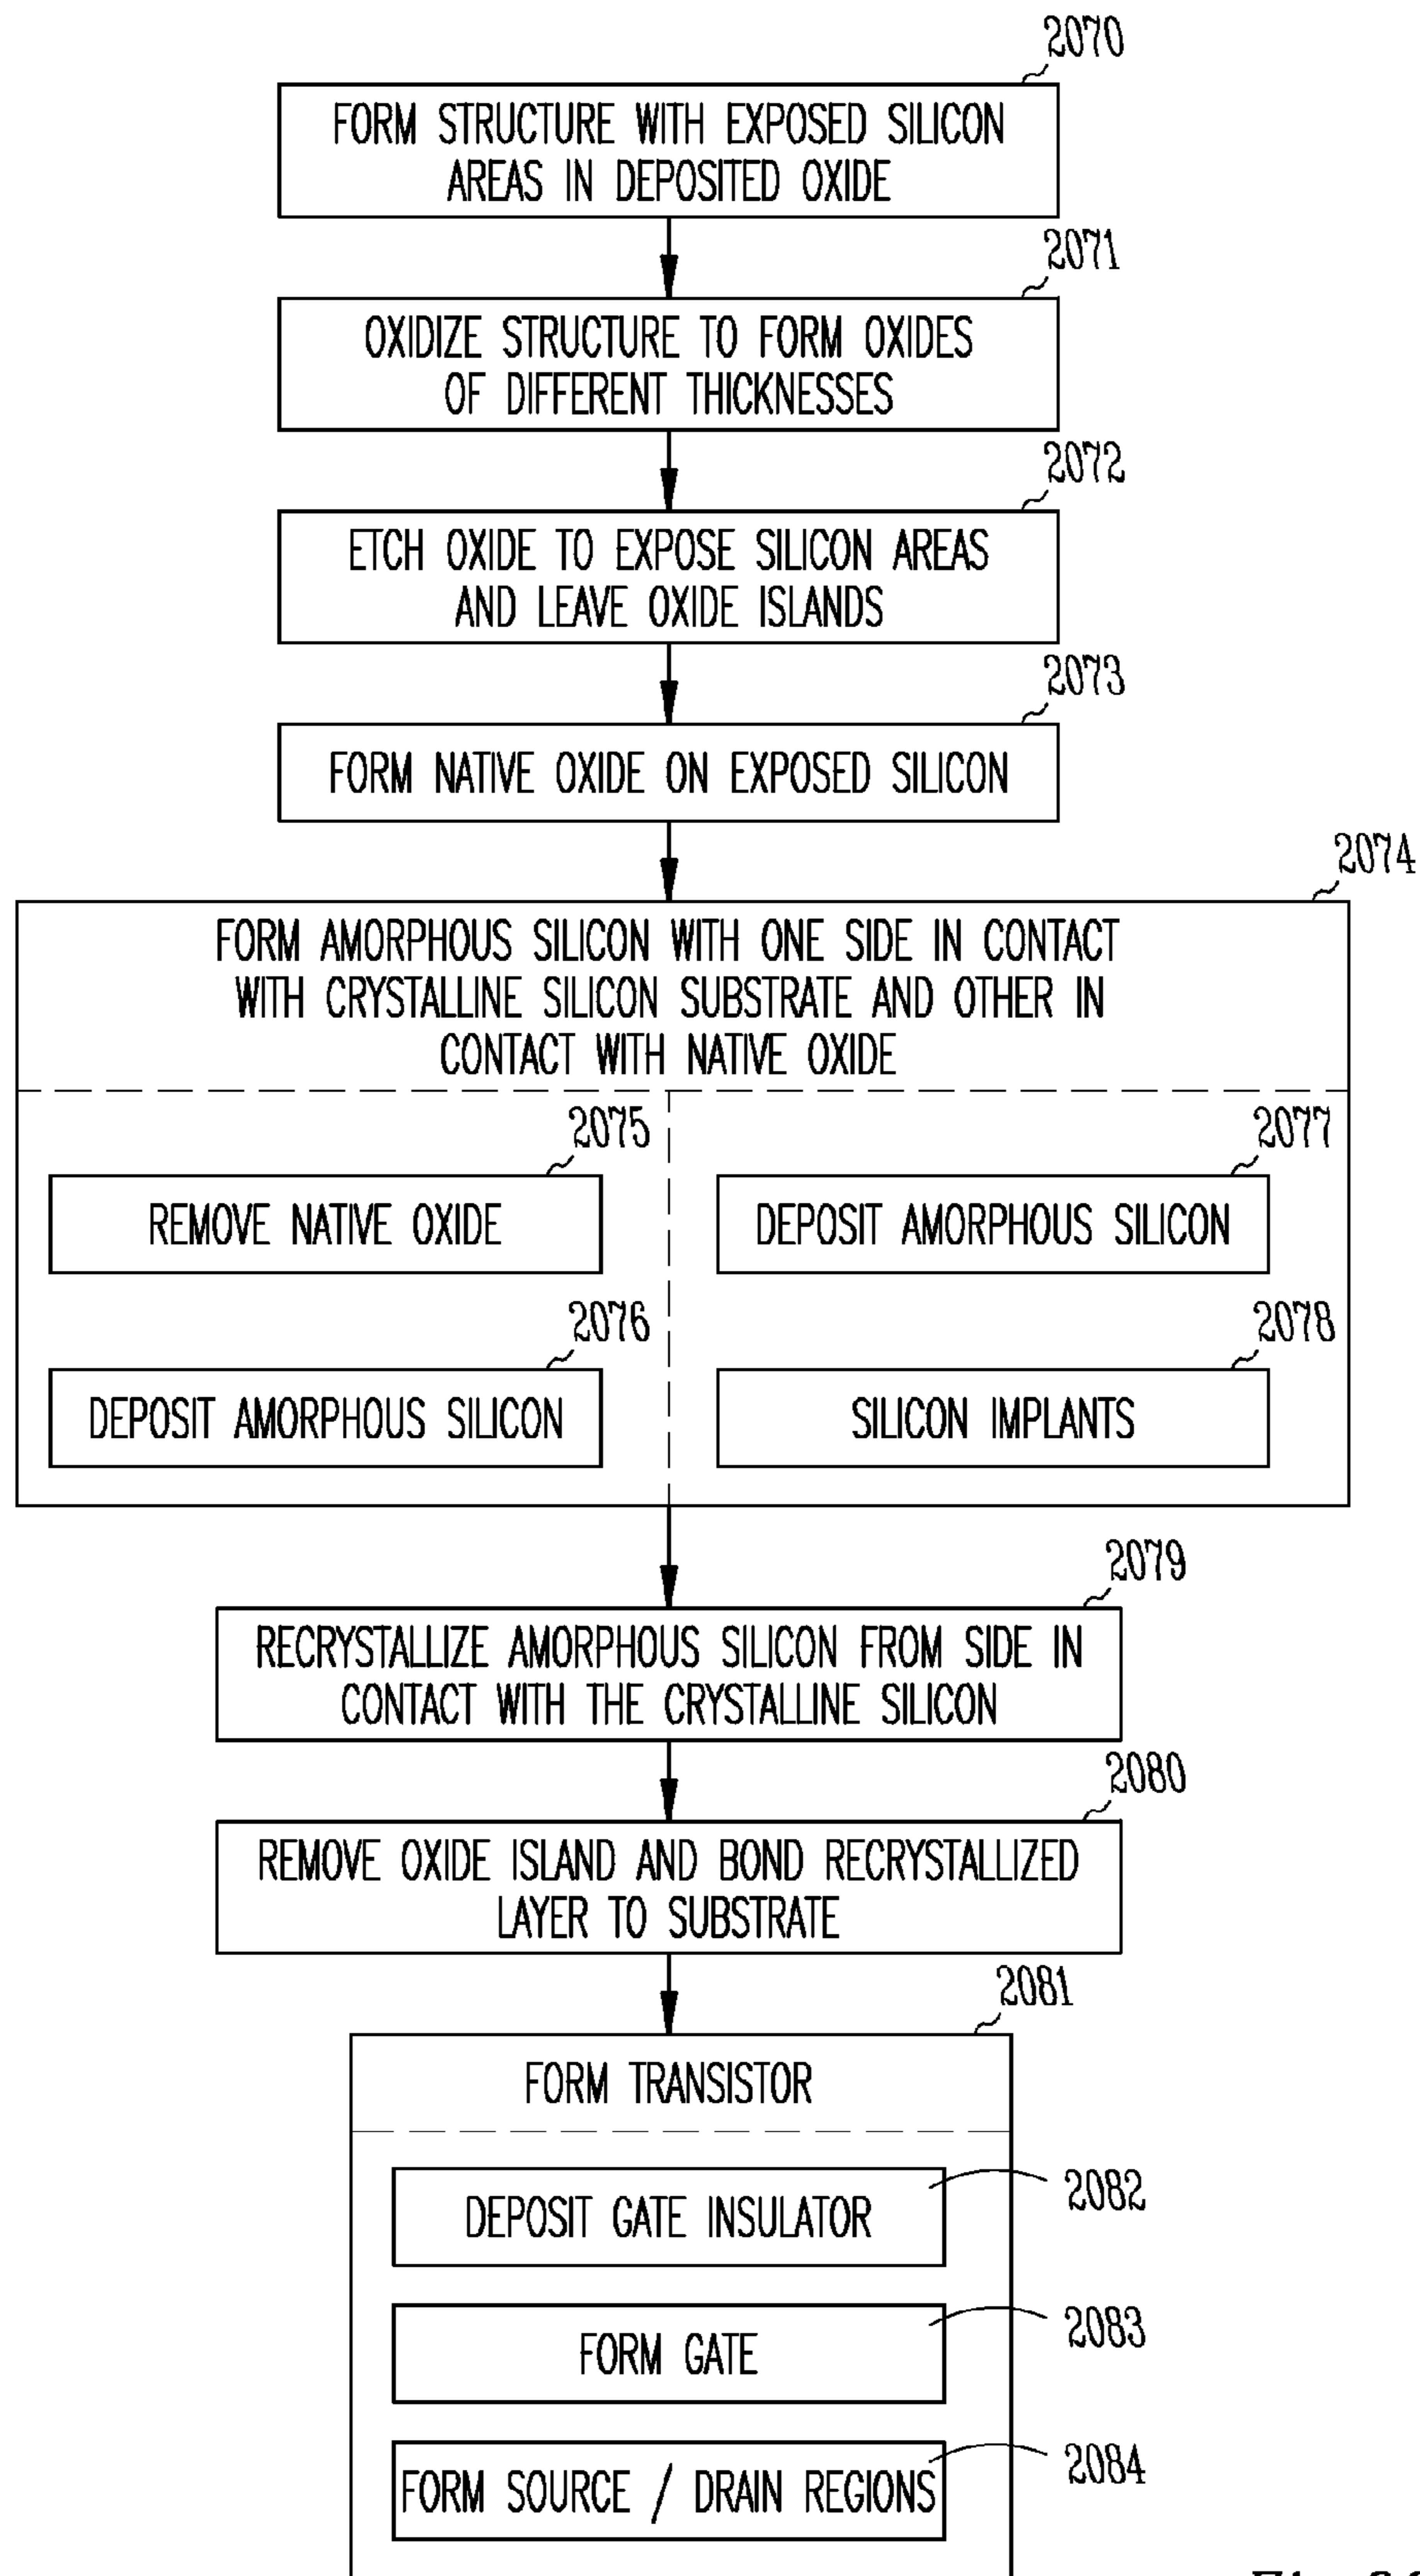 2070
FORM STRUCTURE WITH EXPOSED SILICON
AREAS IN DEPOSITED OXIDE
2071
OXIDIZE STRUCTURE TO FORM OXIDES
OF DIFFERENT THICKNESSES
2072
ETCH OXIDE TO EXPOSE SILICON AREAS
AND LEAVE OXIDE ISLANDS
2073
FORM NATIVE OXIDE ON EXPOSED SILICON
2074
FORM AMORPHOUS SILICON WITH ONE SIDE IN CONTACT
WITH CRYSTALLINE SILICON SUBSTRATE AND OTHER IN
CONTACT WITH NATIVE OXIDE
2075
REMOVE NATIVE OXIDE
2076
DEPOSIT AMORPHOUS SILICON
2077
DEPOSIT AMORPHOUS SILICON
2078
SILICON IMPLANTS
2079
RECRYSTALLIZE AMORPHOUS SILICON FROM SIDE IN
CONTACT WITH THE CRYSTALLINE SILICON
2080
REMOVE OXIDE ISLAND AND BOND RECRYSTALLIZED
LAYER TO SUBSTRATE
2081
FORM TRANSISTOR
2082
DEPOSIT GATE INSULATOR
2083
FORM GATE
2084
FORM SOURCE / DRAIN REGIONS